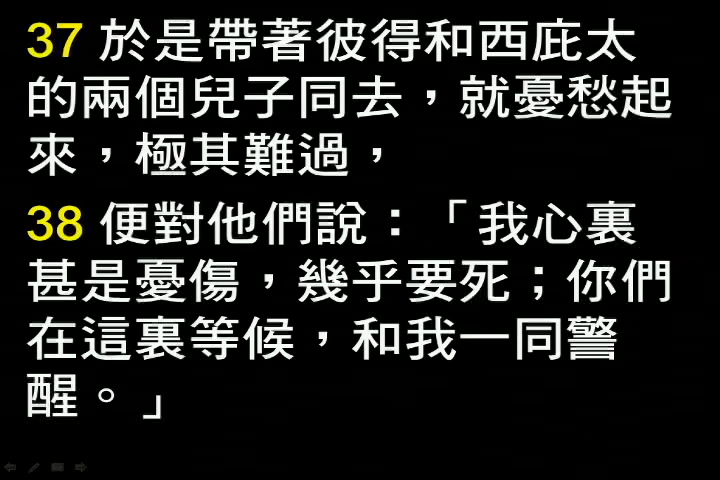 37 於是帶著彼得和西庇太
的兩個兒子同去，就憂愁起
來，極其難過，
38 便對他們說：「我心裏
甚是憂傷，幾乎要死；你們
在這裏等候，和我一同警
醒。」